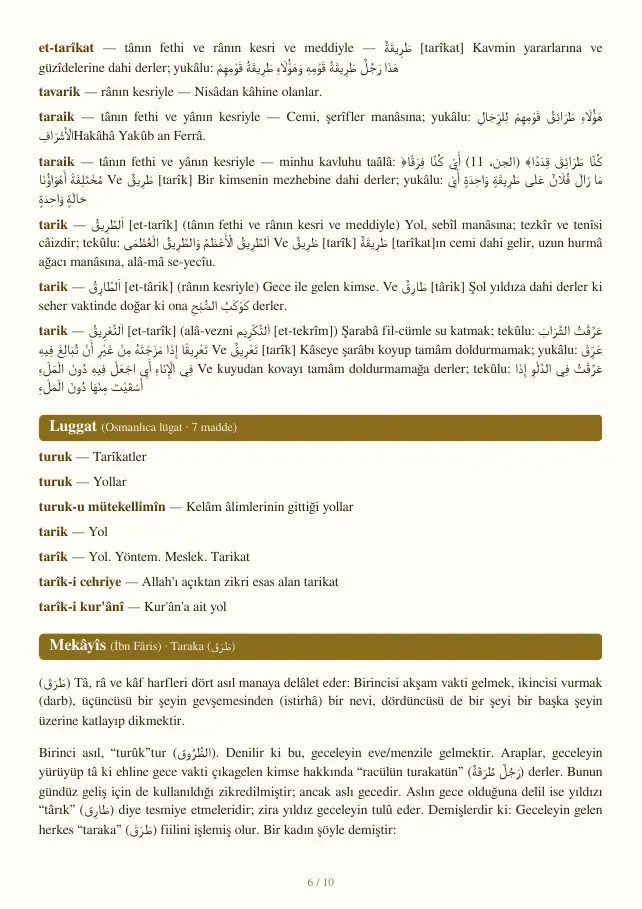 et-tarîkat — tânın fethi ve rânın kesri ve meddiyle — طَرِيقَةٌ [tarîkat] Kavmin yararlarına ve
güzîdelerine dahi derler; yukâlu: هَذَا رَجُلٌ طَرِيقَةُ قَوْمِهِ وَهَؤُلَاءِ طَرِيقَةُ قَوْمِهِمْ
tavarik — rânın kesriyle — Nisâdan kâhine olanlar.
taraik — tânın fethi ve yânın kesriyle — Cemi, şerîfler manâsına; yukâlu: هَؤُلَاءِ طَرَائِقُ قَوْمِهِمْ لِلرِّجَالِ
الْأَشْرَافِHakâhâ Yakûb an Ferrâ.
taraik — tânın fethi ve yânın kesriyle — minhu kavluhu taâlâ: ﴿كُنَّا طَرَائِقَ قِدَدًا﴾ (الجن، 11) أَيْ كُنَّا فِرَقًا
مُخْتَلِفَةً أَهْوَاؤُنَا Ve طَرِيقٌ [tarîk] Bir kimsenin mezhebine dahi derler; yukâlu: مَا زَالَ فُلَانٌ عَلَى طَرِيقَةٍ وَاحِدَةٍ أَيْ
حَالَةٍ وَاحِدَةٍ
tarik — اَلطَّرِيقُ [et-tarîk] (tânın fethi ve rânın kesri ve meddiyle) Yol, sebîl manâsına; tezkîr ve tenîsi
câizdir; tekûlu: اَلطَّرِيقُ الْأَعْظَمُ وَالطَّرِيقُ الْعُظْمَى Ve طَرِيقٌ [tarîk] طَرِيقَةٌ [tarîkat]ın cemi dahi gelir, uzun hurmâ
ağacı manâsına, alâ-mâ se-yecîu.
tarik — اَلطَّارِقُ [et-târik] (rânın kesriyle) Gece ile gelen kimse. Ve طَارِقٌ [târik] Şol yıldıza dahi derler ki
seher vaktinde doğar ki ona كَوْكَبُ الصُّبْحِ derler.
tarik — اَلتَّعْرِيقُ [et-tarîk] (alâ-vezni اَلتَّكْرِيم [et-tekrîm]) Şarabâ fil-cümle su katmak; tekûlu: عَرَّقْتُ الشَّرَابَ
تَعْرِيقًا إِذَا مَزَجْتَهُ مِنْ غَيْرِ أَنْ تُبَالِغَ فِيهِ Ve تَعْرِيقٌ [tarîk] Kâseye şarâbı koyup tamâm doldurmamak; yukâlu: عَرَقَ
فِي الْإِنَاءِ أَيِ اجْعَلْ فِيهِ دُونَ الْمَلْءِ Ve kuyudan kovayı tamâm doldurmamağa derler; tekûlu: عَرَّقْتُ فِي الدَّلْوِ إِذَا
أَسْقَيْتَ مِنْهَا دُونَ الْمَلْءِ
Luggat (Osmanlıca lügat · 7 madde)
turuk — Tarîkatler
turuk — Yollar
turuk-u mütekellimîn — Kelâm âlimlerinin gittiği yollar
tarik — Yol
tarîk — Yol. Yöntem. Meslek. Tarikat
tarîk-i cehriye — Allah'ı açıktan zikri esas alan tarikat
tarîk-i kur'ânî — Kur'ân'a ait yol
Mekâyîs (İbn Fâris) · Taraka (طَرَقَ)
(طَرَقَ) Tâ, râ ve kâf harfleri dört asıl manaya delâlet eder: Birincisi akşam vakti gelmek, ikincisi vurmak
(darb), üçüncüsü bir şeyin gevşemesinden (istirhâ) bir nevi, dördüncüsü de bir şeyi bir başka şeyin
üzerine katlayıp dikmektir.
Birinci asıl, “turûk”tur (الطُّرُوق). Denilir ki bu, geceleyin eve/menzile gelmektir. Araplar, geceleyin
yürüyüp tâ ki ehline gece vakti çıkagelen kimse hakkında “racülün turakatün” (رَجُلٌ طُرَقَةٌ) derler. Bunun
gündüz geliş için de kullanıldığı zikredilmiştir; ancak aslı gecedir. Aslın gece olduğuna delil ise yıldızı
“târık” (طَارِق) diye tesmiye etmeleridir; zira yıldız geceleyin tulû eder. Demişlerdir ki: Geceleyin gelen
herkes “taraka” (طَرَقَ) fiilini işlemiş olur. Bir kadın şöyle demiştir:
6 / 10